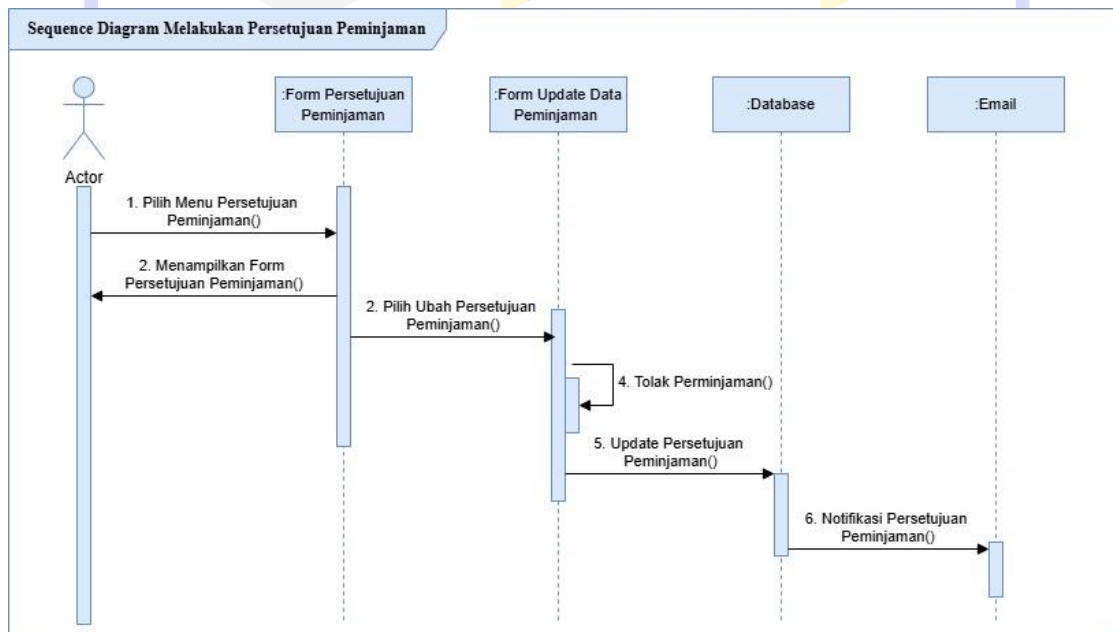 Sequence Diagram Melakukan Persetujuan Peminjaman
:Form Persetujuan
Peminjaman
:Form Update Data
Peminjaman
:Database
:Email
Actor
1. Pilih Menu Persetujuan
Peminjaman()
2. Menampilkan Form
Persetujuan Peminjaman()
2. Pilih Ubah Persetujuan
Peminjaman()
4. Tolak Perminjaman()
5. Update Persetujuan
Peminjaman()
6. Notifikasi Persetujuan
Peminjaman()